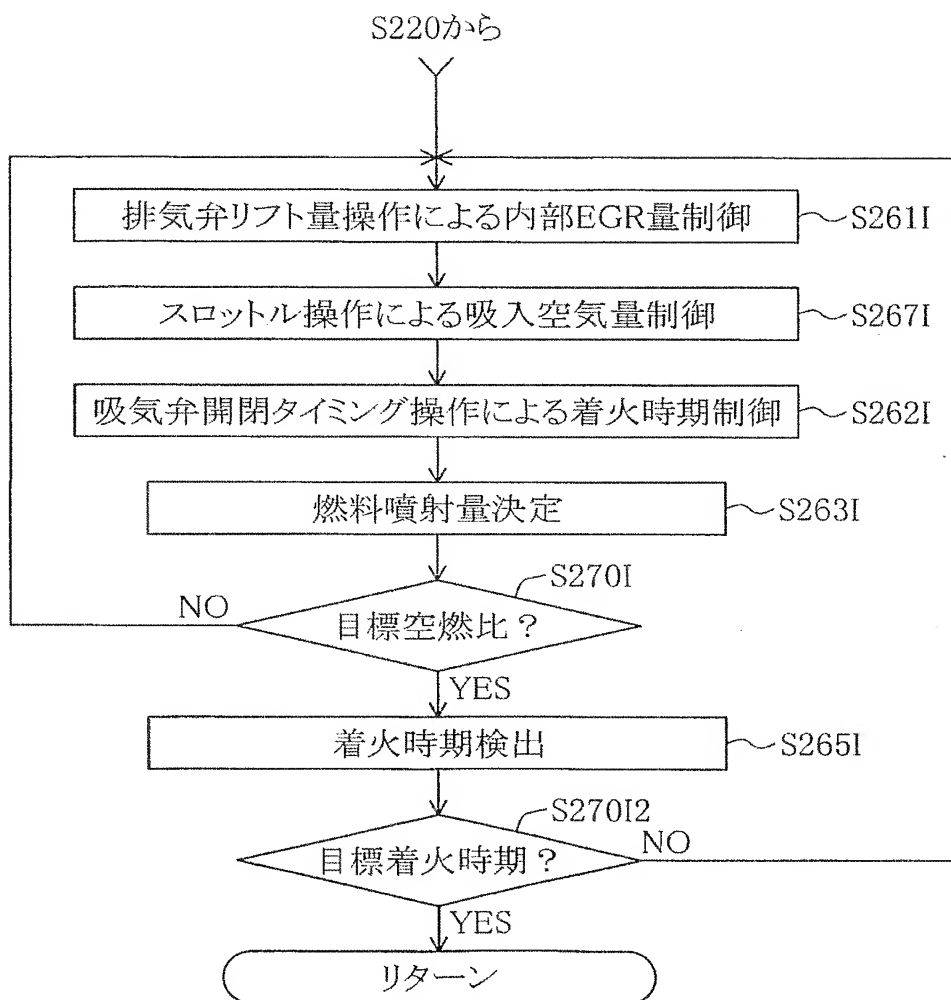 S220から
排気弁リフト量操作による内部EGR量制御
S261I
スロットル操作による吸入空気量制御
S267I
吸気弁開閉タイミング操作による着火時期制御
S262I
燃料噴射量決定
S263I
S270I
NO
目標空燃比?
YES
着火時期検出
S265I
S270I2
目標着火時期?
NO
YES
リターン